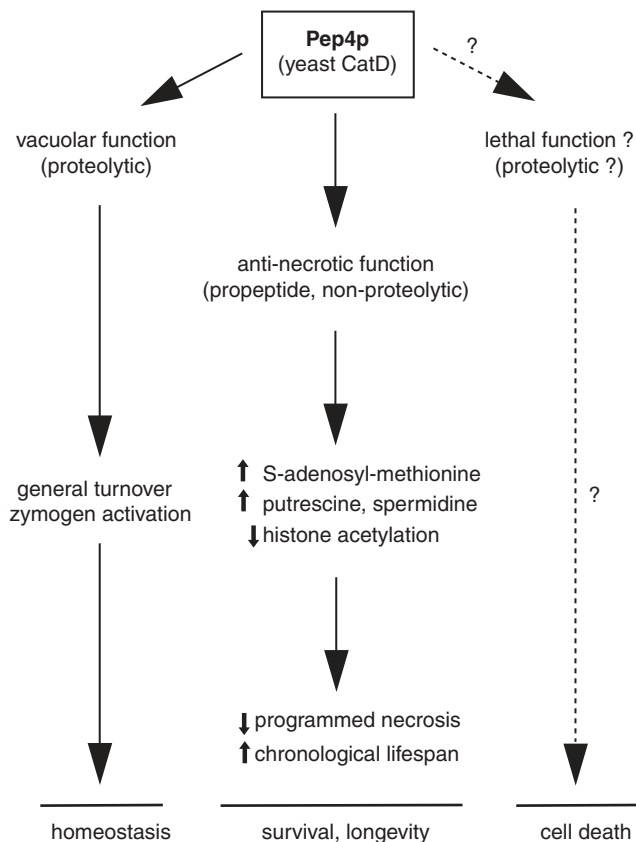 Pep4p
(yeast CatD)
?
vacuolar function
(proteolytic)
lethal function ?
(proteolytic ?)
anti-necrotic function
(propeptide, non-proteolytic)
general turnover
zymogen activation
S-adenosyl-methionine
putrescine, spermidine
histone acetylation
?
programmed necrosis
chronological lifespan
homeostasis
survival, longevity
cell death